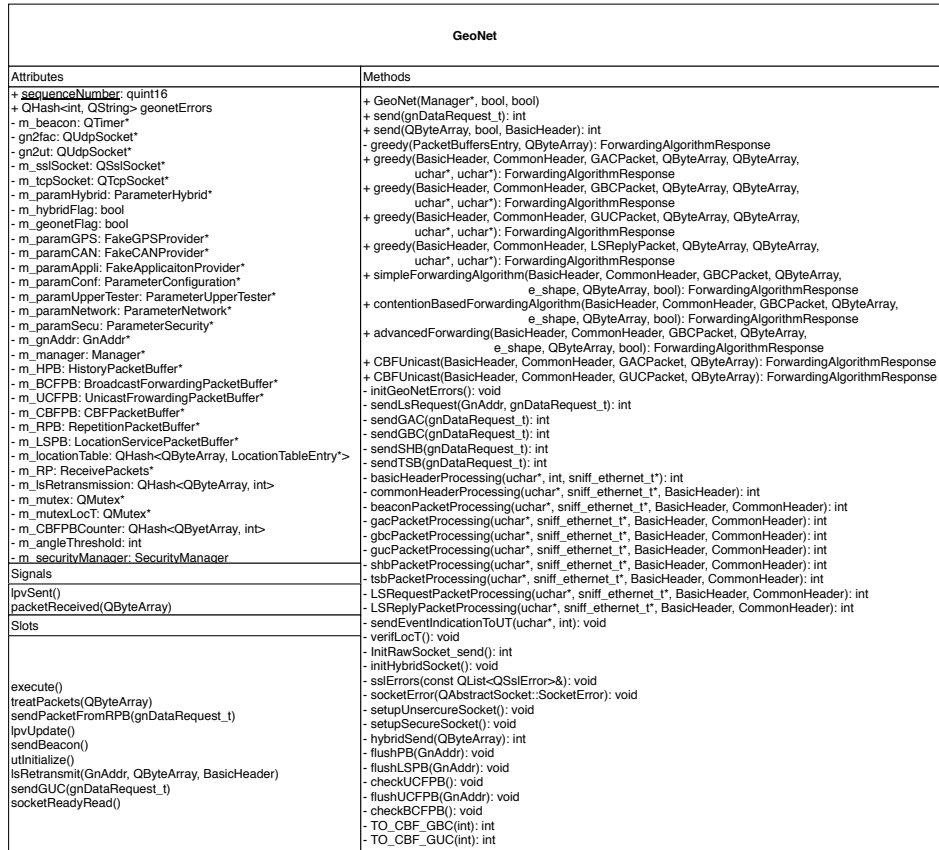 GeoNet
Attributes
+ sequenceNumber: quint16
+ QHash<int, QString> geonetErrors
- m_beacon: QTimer*
- gn2fac: QUdpSocket*
- gn2ut: QUdpSocket*
- m_sslSocket: QSslSocket*
- m_tcpSocket: QTcpSocket*
- m_paramHybrid: ParameterHybrid*
- m_hybridFlag: bool
- m_geonetFlag: bool
- m_paramGPS: FakeGPSProvider*
- m_paramCAN: FakeCANProvider*
- m_paramAppli: FakeApplicaitonProvider*
- m_paramConf: ParameterConfiguration*
- m_paramUpperTester: ParameterUpperTester*
- m_paramNetwork: ParameterNetwork*
- m_paramSecu: ParameterSecurity*
- m_gnAddr: GnAddr*
- m_manager: Manager*
- m_HPB: HistoryPacketBuffer*
- m_BCFPB: BroadcastForwardingPacketBuffer*
- m_UCFPB: UnicastFrowardingPacketBuffer*
- m_CBFPB: CBFPacketBuffer*
- m_RPB: RepetitionPacketBuffer*
- m_LSPB: LocationServicePacketBuffer*
- m_locationTable: QHash<QByteArray, LocationTableEntry*>
- m_RP: ReceivePackets*
- m_lsRetransmission: QHash<QByteArray, int>
- m_mutex: QMutex*
- m_mutexLocT: QMutex*
- m_CBFPBCounter: QHash<QByetArray, int>
- m_angleThreshold: int
- m_securityManager: SecurityManager
Signals
lpvSent()
packetReceived(QByteArray)
Slots
execute()
treatPackets(QByteArray)
sendPacketFromRPB(gnDataRequest_t)
lpvUpdate()
sendBeacon()
utInitialize()
lsRetransmit(GnAddr, QByteArray, BasicHeader)
sendGUC(gnDataRequest_t)
socketReadyRead()
Methods
+ GeoNet(Manager*, bool, bool)
+ send(gnDataRequest_t): int
+ send(QByteArray, bool, BasicHeader): int
- greedy(PacketBuffersEntry, QByteArray): ForwardingAlgorithmResponse
+ greedy(BasicHeader, CommonHeader, GACPacket, QByteArray, QByteArray,
uchar*, uchar*): ForwardingAlgorithmResponse
+ greedy(BasicHeader, CommonHeader, GBCPacket, QByteArray, QByteArray,
uchar*, uchar*): ForwardingAlgorithmResponse
+ greedy(BasicHeader, CommonHeader, GUCPacket, QByteArray, QByteArray,
uchar*, uchar*): ForwardingAlgorithmResponse
+ greedy(BasicHeader, CommonHeader, LSReplyPacket, QByteArray, QByteArray,
uchar*, uchar*): ForwardingAlgorithmResponse
+ simpleForwardingAlgorithm(BasicHeader, CommonHeader, GBCPacket, QByteArray,
e_shape, QByteArray, bool): ForwardingAlgorithmResponse
+ contentionBasedForwardingAlgorithm(BasicHeader, CommonHeader, GBCPacket, QByteArray,
e_shape, QByteArray, bool): ForwardingAlgorithmResponse
+ advancedForwarding(BasicHeader, CommonHeader, GBCPacket, QByteArray,
e_shape, QByteArray, bool): ForwardingAlgorithmResponse
+ CBFUnicast(BasicHeader, CommonHeader, GACPacket, QByteArray): ForwardingAlgorithmResponse
+ CBFUnicast(BasicHeader, CommonHeader, GUCPacket, QByteArray): ForwardingAlgorithmResponse
- initGeoNetErrors(): void
- sendLsRequest(GnAddr, gnDataRequest_t): int
- sendGAC(gnDataRequest_t): int
- sendGBC(gnDataRequest_t): int
- sendSHB(gnDataRequest_t): int
- sendTSB(gnDataRequest_t): int
- basicHeaderProcessing(uchar*, int, sniff_ethernet_t*): int
- commonHeaderProcessing(uchar*, sniff_ethernet_t*, BasicHeader): int
- beaconPacketProcessing(uchar*, sniff_ethernet_t*, BasicHeader, CommonHeader): int
- gacPacketProcessing(uchar*, sniff_ethernet_t*, BasicHeader, CommonHeader): int
- gbcPacketProcessing(uchar*, sniff_ethernet_t*, BasicHeader, CommonHeader): int
- gucPacketProcessing(uchar*, sniff_ethernet_t*, BasicHeader, CommonHeader): int
- shbPacketProcessing(uchar*, sniff_ethernet_t*, BasicHeader, CommonHeader): int
- tsbPacketProcessing(uchar*, sniff_ethernet_t*, BasicHeader, CommonHeader): int
- LSRequestPacketProcessing(uchar*, sniff_ethernet_t*, BasicHeader, CommonHeader): int
- LSReplyPacketProcessing(uchar*, sniff_ethernet_t*, BasicHeader, CommonHeader): int
- sendEventIndicationToUT(uchar*, int): void
- verifLocT(): void
- InitRawSocket_send(): int
- initHybridSocket(): void
- sslErrors(const QList<QSslError>&): void
- socketError(QAbstractSocket::SocketError): void
- setupUnsercureSocket(): void
- setupSecureSocket(): void
- hybridSend(QByteArray): int
- flushPB(GnAddr): void
- flushLSPB(GnAddr): void
- checkUCFPB(): void
- flushUCFPB(GnAddr): void
- checkBCFPB(): void
- TO_CBF_GBC(int): int
- TO_CBF_GUC(int): int